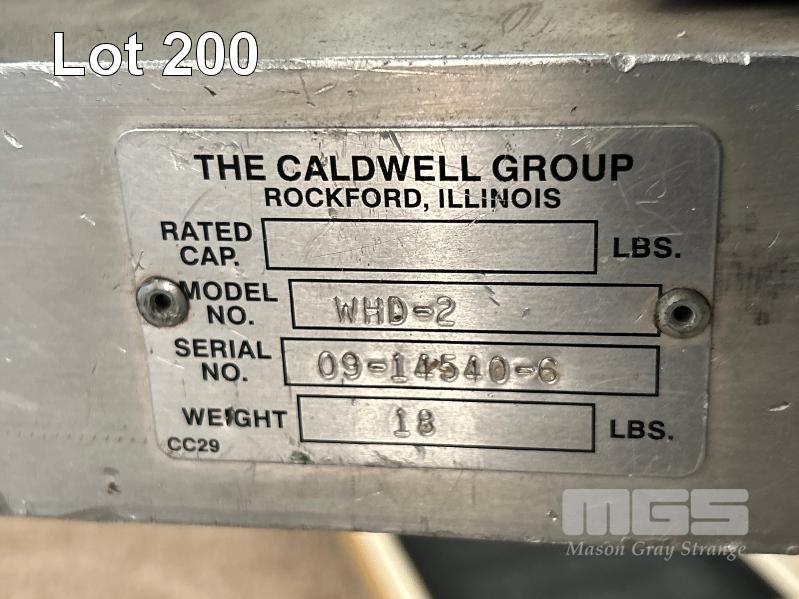 Lot 200
THE CALDWELL GROUP
ROCKFORD, ILLINOIS
RATED CAP. LBS.
MODEL NO. WHD-2
SERIAL NO. 09-14540-6
WEIGHT 18 LBS.
CC29
MGS
Mason Gray Strange